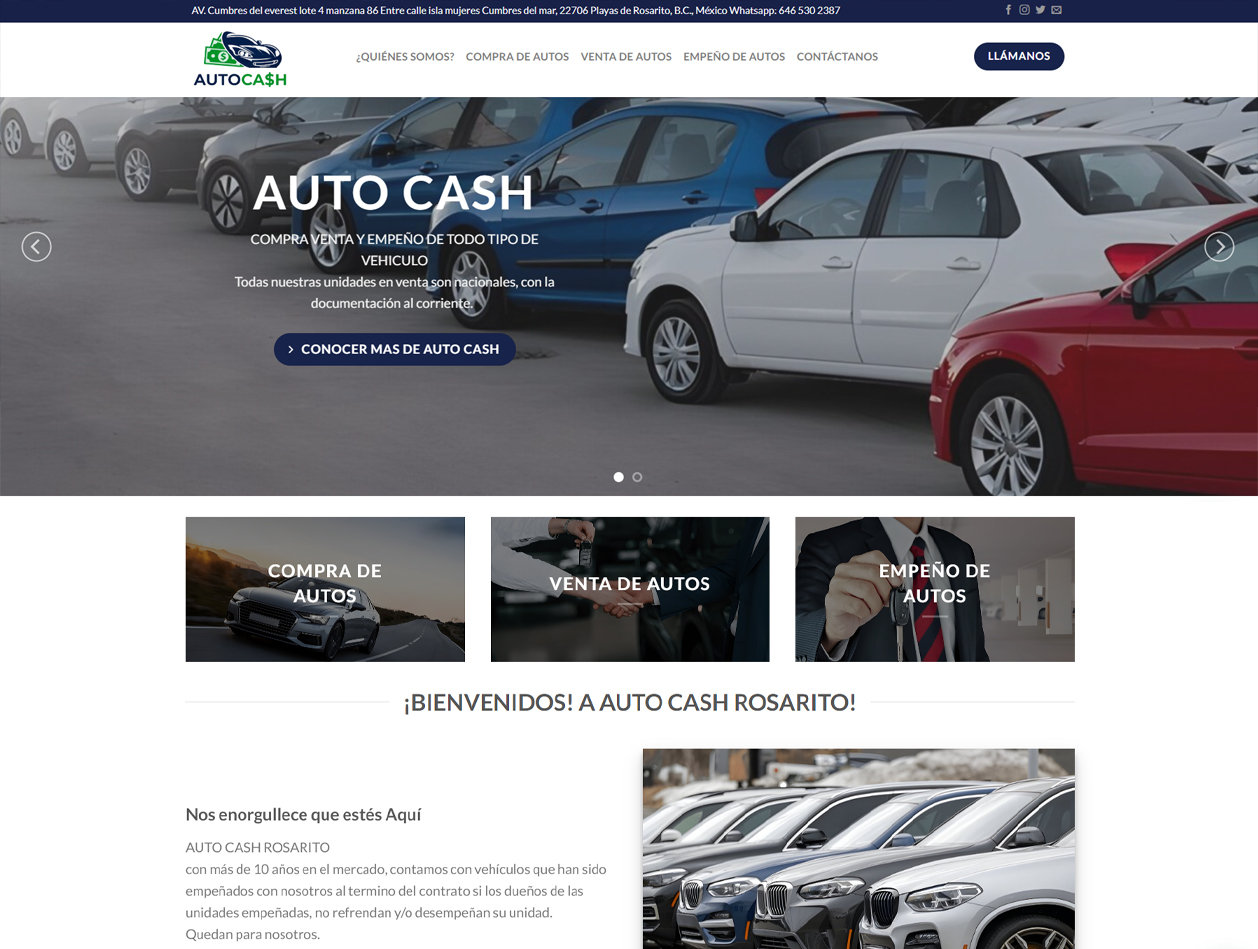 AV. Cumbres del everest lote 4 manzana 86 Entre calle isla mujeres Cumbres del mar, 22706 Playas de Rosarito, B.C., México Whatsapp: 646 530 2387
AUTOCA$H
¿QUIÉNES SOMOS? COMPRA DE AUTOS VENTA DE AUTOS EMPEÑO DE AUTOS CONTÁCTANOS
LLÁMANOS
AUTO CASH
COMPRA VENTA Y EMPEÑO DE TODO TIPO DE
VEHICULO
Todas nuestras unidades en venta son nacionales, con la
documentación al corriente.
CONOCER MAS DE AUTO CASH
COMPRA DE
AUTOS
VENTA DE AUTOS
EMPEÑO DE
AUTOS
¡BIENVENIDOS! A AUTO CASH ROSARITO!
Nos enorgullece que estés Aquí
AUTO CASH ROSARITO
con más de 10 años en el mercado, contamos con vehículos que han sido
empeñados con nosotros al termino del contrato si los dueños de las
unidades empeñadas, no refrendan y/o desempeñan su unidad.
Quedan para nosotros.